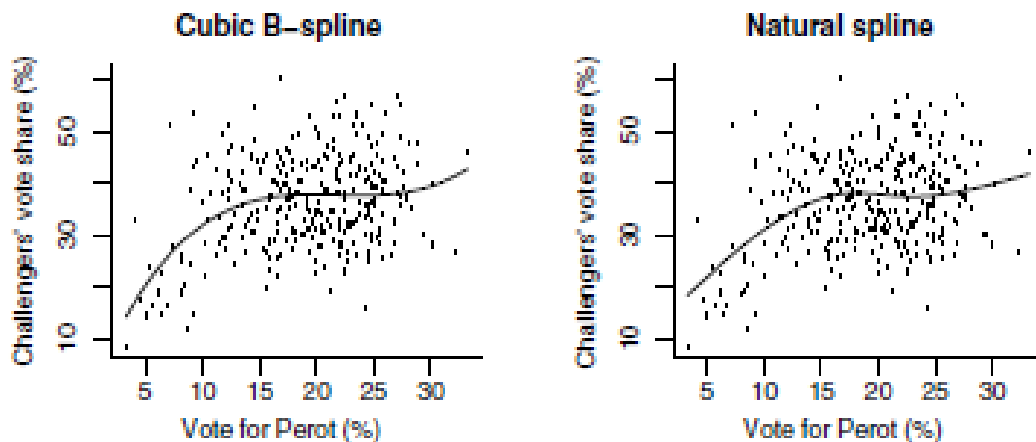 Cubic B–spline
Challengers' vote share (%)
50
30
10
5 10 15 20 25 30
Vote for Perot (%)
Natural spline
Challengers' vote share (%)
50
30
10
5 10 15 20 25 30
Vote for Perot (%)